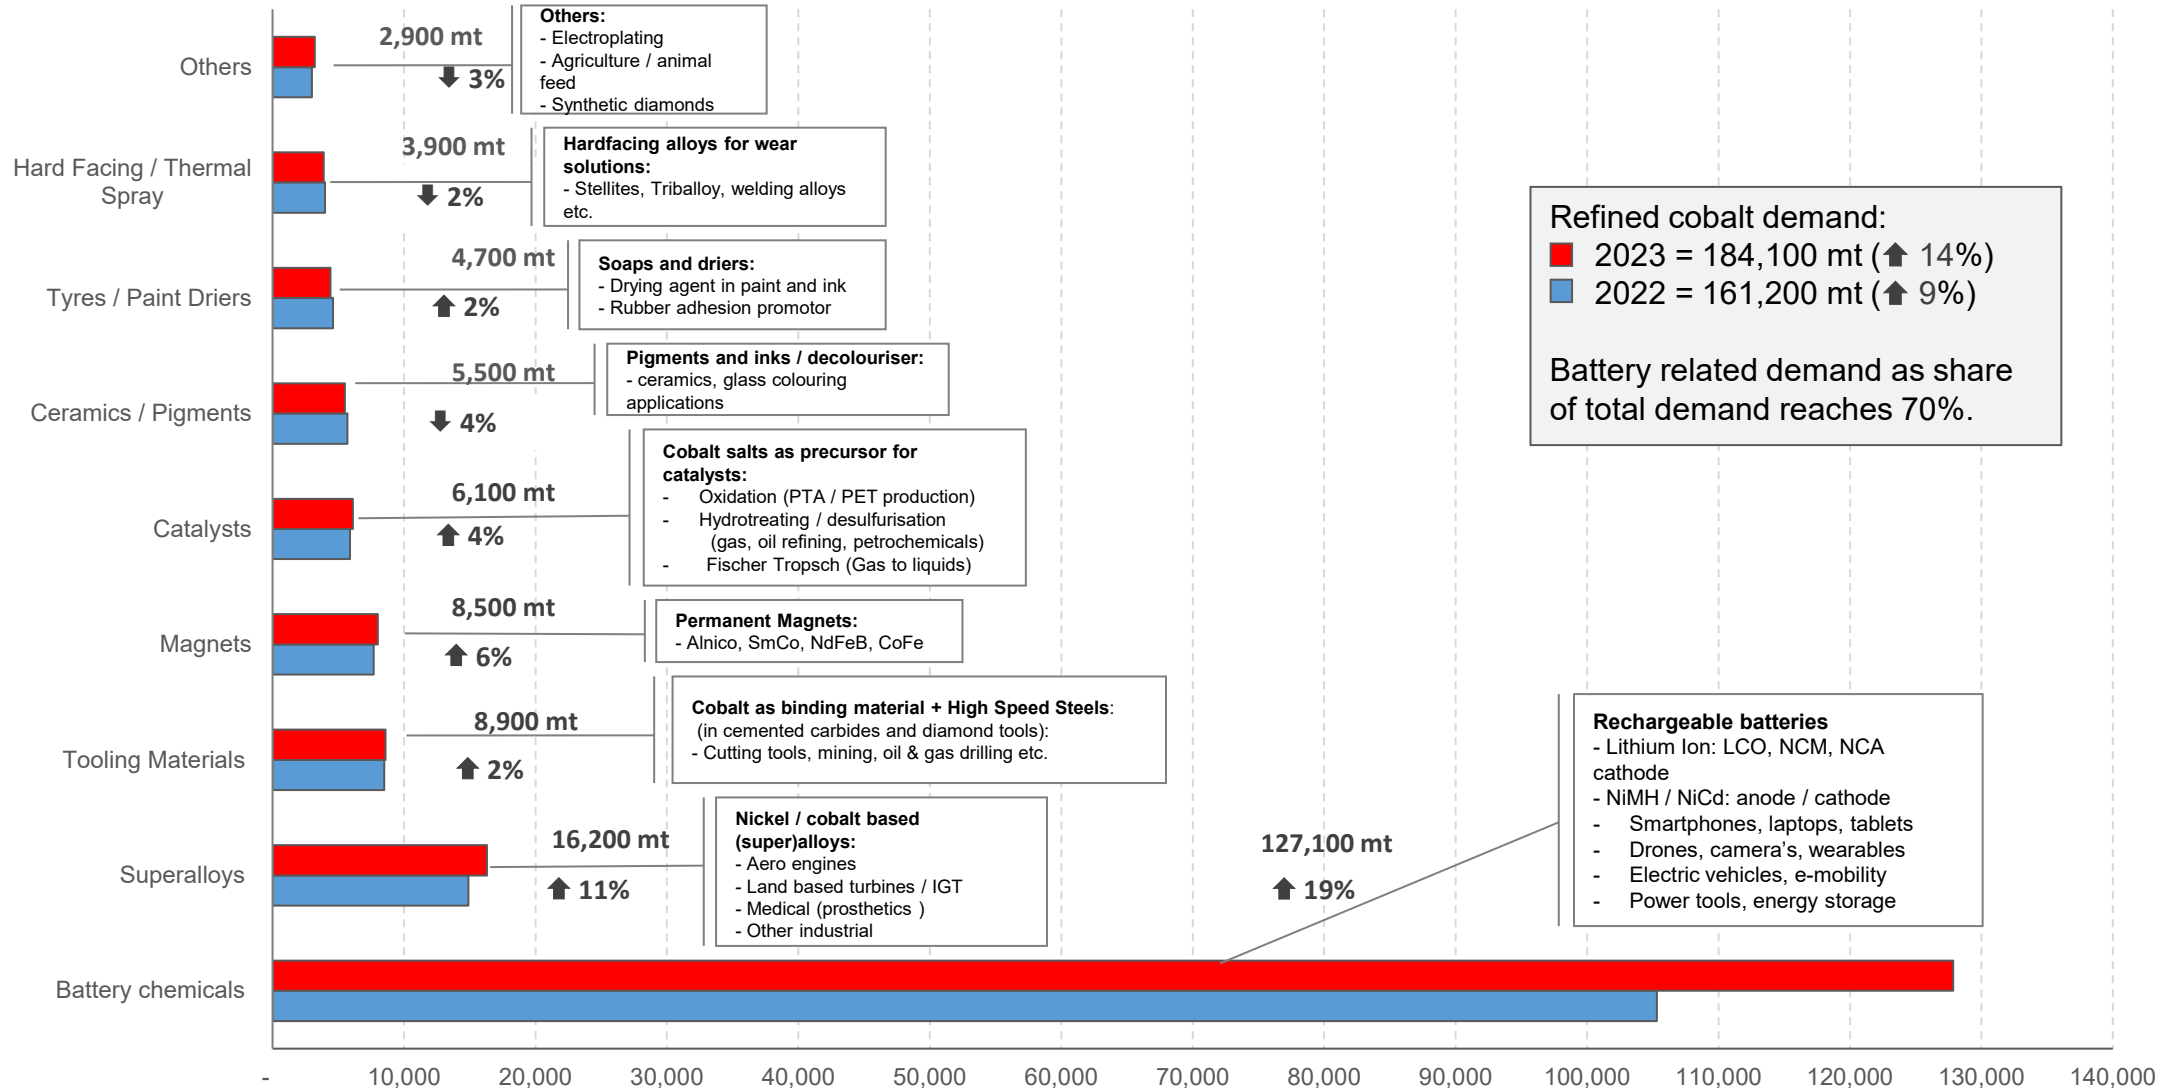 Others
2,900 mt
3%
Others:
- Electroplating
- Agriculture / animal
feed
- Synthetic diamonds
Hard Facing / Thermal
Spray
3,900 mt
2%
Hardfacing alloys for wear
solutions:
- Stellites, Triballoy, welding alloys
etc.
Tyres / Paint Driers
4,700 mt
2%
Soaps and driers:
- Drying agent in paint and ink
- Rubber adhesion promotor
Ceramics / Pigments
5,500 mt
4%
Pigments and inks / decolouriser:
- ceramics, glass colouring
applications
Catalysts
6,100 mt
4%
Cobalt salts as precursor for
catalysts:
- Oxidation (PTA / PET production)
- Hydrotreating / desulfurisation
(gas, oil refining, petrochemicals)
- Fischer Tropsch (Gas to liquids)
Magnets
8,500 mt
6%
Permanent Magnets:
- Alnico, SmCo, NdFeB, CoFe
Tooling Materials
8,900 mt
2%
Cobalt as binding material + High Speed Steels:
(in cemented carbides and diamond tools):
- Cutting tools, mining, oil & gas drilling etc.
Superalloys
16,200 mt
11%
Nickel / cobalt based
(super)alloys:
- Aero engines
- Land based turbines / IGT
- Medical (prosthetics )
- Other industrial
Battery chemicals
127,100 mt
19%
Rechargeable batteries
- Lithium Ion: LCO, NCM, NCA
cathode
- NiMH / NiCd: anode / cathode
- Smartphones, laptops, tablets
- Drones, camera's, wearables
- Electric vehicles, e-mobility
- Power tools, energy storage
Refined cobalt demand:
2023 = 184,100 mt (⬆ 14%)
2022 = 161,200 mt (⬆ 9%)
Battery related demand as share
of total demand reaches 70%.
- 10,000 20,000 30,000 40,000 50,000 60,000 70,000 80,000 90,000 100,000 110,000 120,000 130,000 140,000